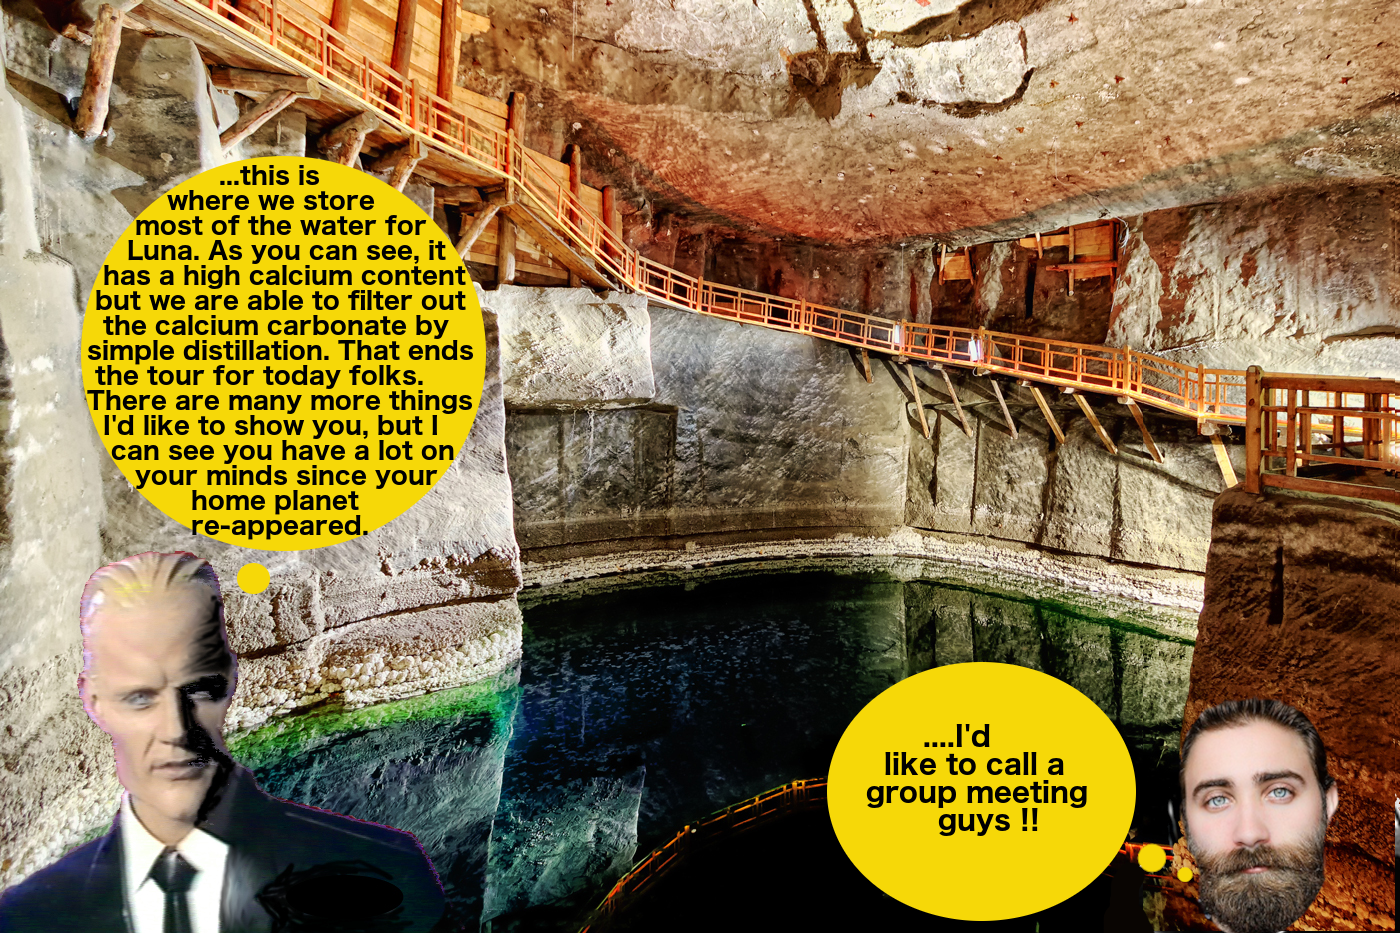 ...this is
where we store
most of the water for
Luna. As you can see, it
has a high calcium content
but we are able to filter out
the calcium carbonate by
simple distillation. That ends
the tour for today folks.
There are many more things
I'd like to show you, but I
can see you have a lot on
your minds since your
home planet
re-appeared.
....I'd
like to call a
group meeting
guys !!